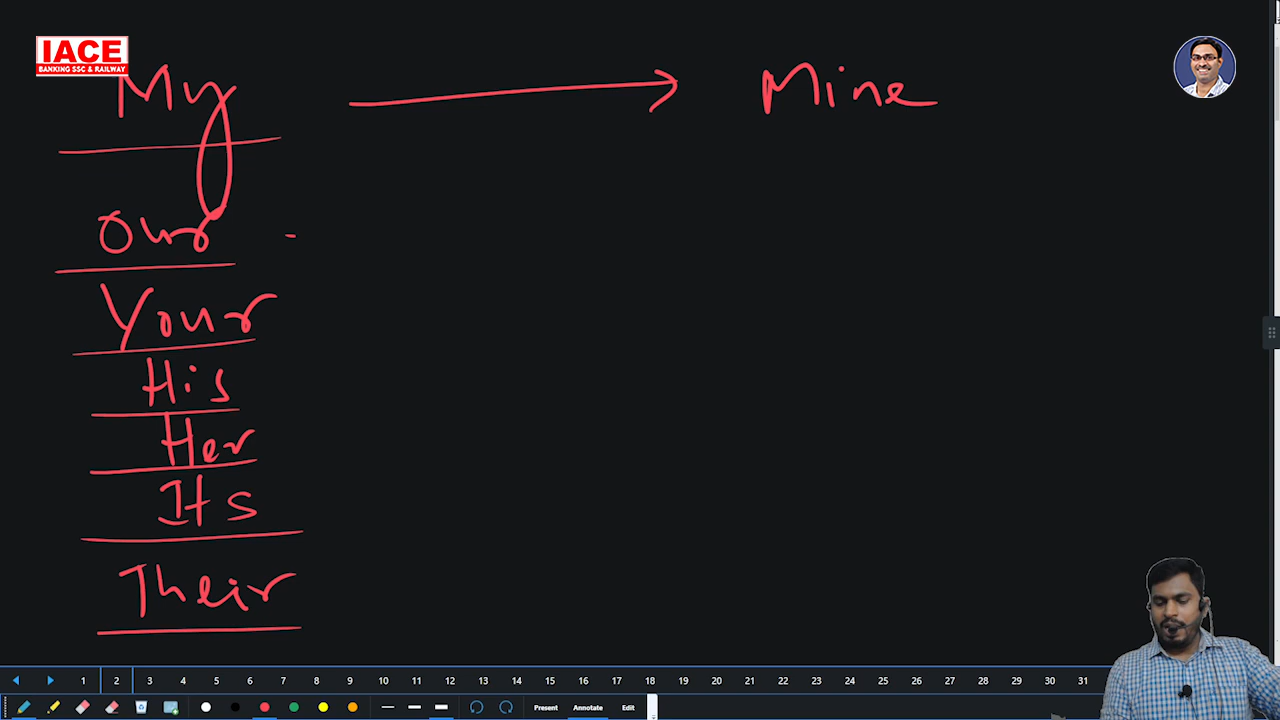 IACE
BANKING SSC & RAILWAY
My → Mine
Our -
Your
His
Her
Its
Their
1 2 3 4 5 6 7 8 9 10 11 12 13 14 15 16 17 18 19 20 21 22 23 24 25 26 27 28 29 30 31
Present Annotate Edit